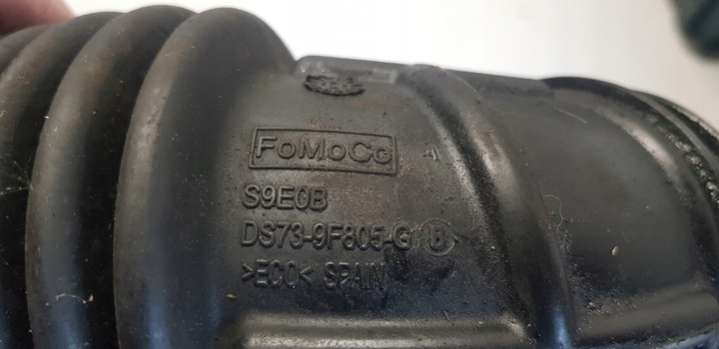 FoMoCo
S9E0B
DS73-9F805-G B
>ECO< SPAIN